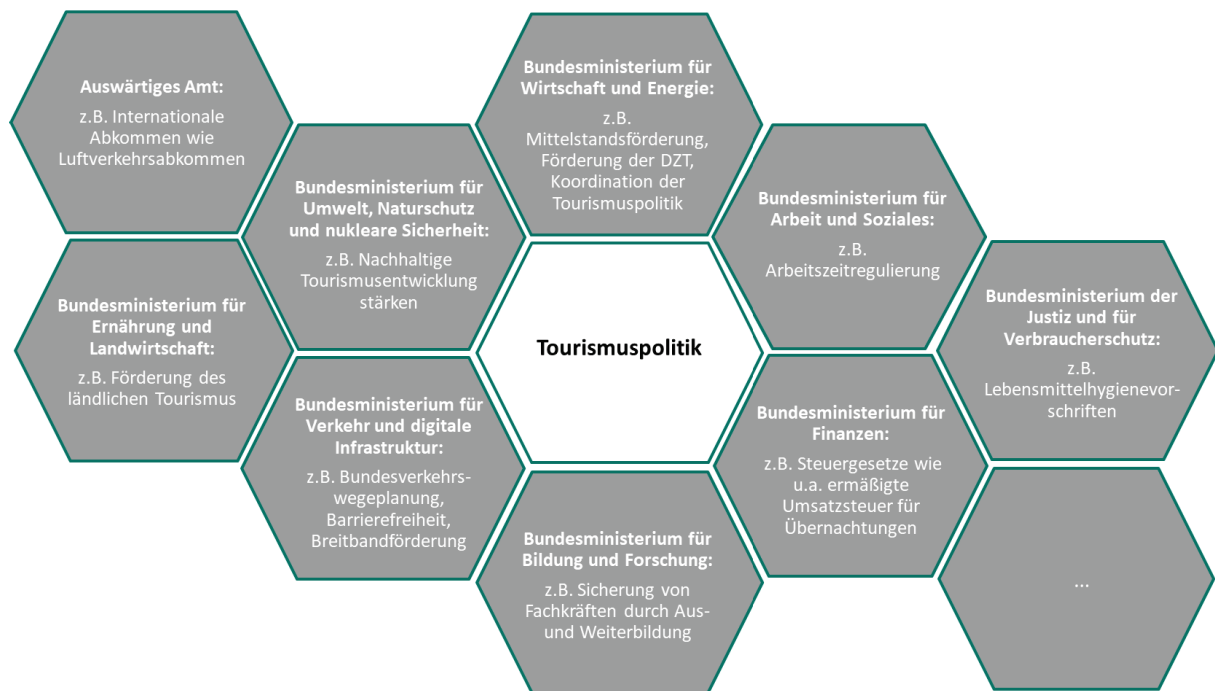 Auswärtiges Amt:
z.B. Internationale
Abkommen wie
Luftverkehrsabkommen
Bundesministerium für
Ernährung und
Landwirtschaft:
z.B. Förderung des
ländlichen Tourismus
Bundesministerium für
Umwelt, Naturschutz
und nukleare Sicherheit:
z.B. Nachhaltige
Tourismusentwicklung
stärken
Bundesministerium für
Verkehr und digitale
Infrastruktur:
z.B. Bundesverkehrs-
wegeplanung,
Barrierefreiheit,
Breitbandförderung
Bundesministerium für
Wirtschaft und Energie:
z.B.
Mittelstandsförderung,
Förderung der DZT,
Koordination der
Tourismuspolitik
Tourismuspolitik
Bundesministerium für
Bildung und Forschung:
z.B. Sicherung von
Fachkräften durch Aus-
und Weiterbildung
Bundesministerium für
Arbeit und Soziales:
z.B.
Arbeitszeitregulierung
Bundesministerium für
Finanzen:
z.B. Steuergesetze wie
u.a. ermäßigte
Umsatzsteuer für
Übernachtungen
Bundesministerium der
Justiz und für
Verbraucherschutz:
z.B.
Lebensmittelhygienevor-
schriften
...